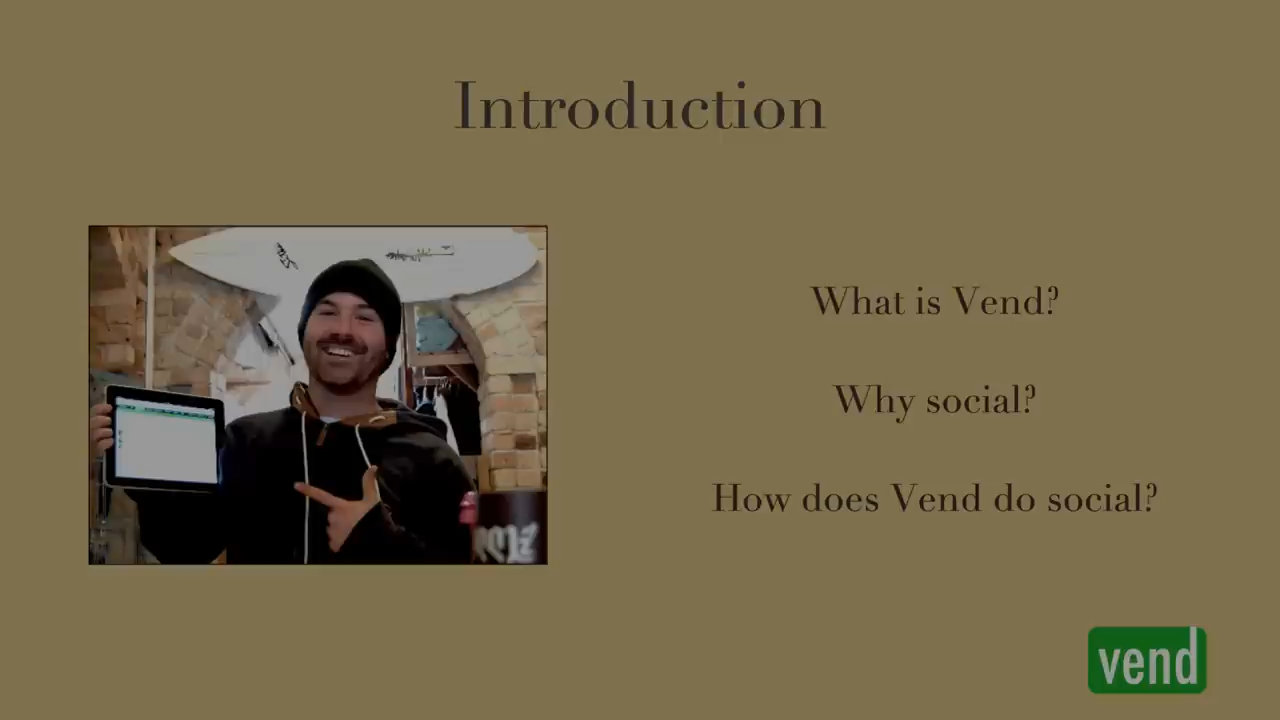 Introduction
What is Vend?
Why social?
How does Vend do social?
vend